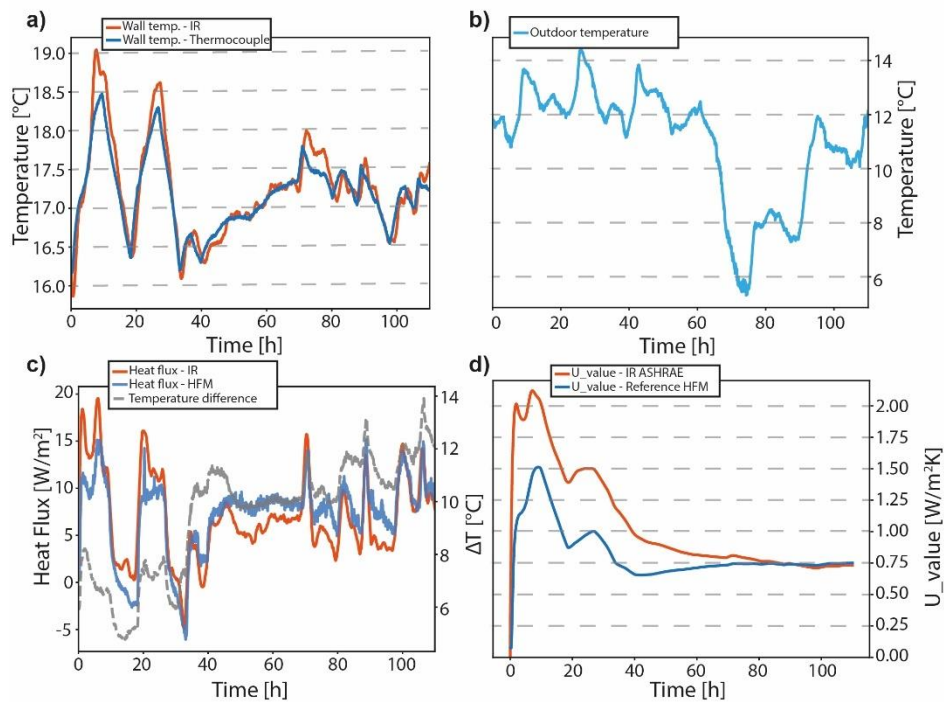 a)
Wall temp. - IR
Wall temp. - Thermocouple
Temperature [°C]
19.0
18.5
18.0
17.5
17.0
16.5
16.0
0 20 40 60 80 100
Time [h]
b)
Outdoor temperature
Temperature [°C]
14
12
10
8
6
0 20 40 60 80 100
Time [h]
c)
Heat flux - IR
Heat flux - HFM
Temperature difference
Heat Flux [W/m²]
20
15
10
5
0
-5
14
12
10
8
6
ΔT [°C]
0 20 40 60 80 100
Time [h]
d)
U_value - IR ASHRAE
U_value - Reference HFM
2.00
1.75
1.50
1.25
1.00
0.75
0.50
0.25
0.00
U_value [W/m²K]
0 20 40 60 80 100
Time [h]